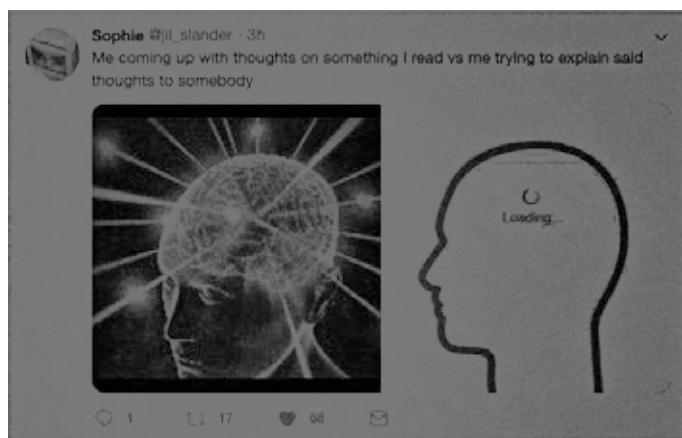 Sophie @jil_slander · 3h
Me coming up with thoughts on something I read vs me trying to explain said
thoughts to somebody
Loading...
1 17 68